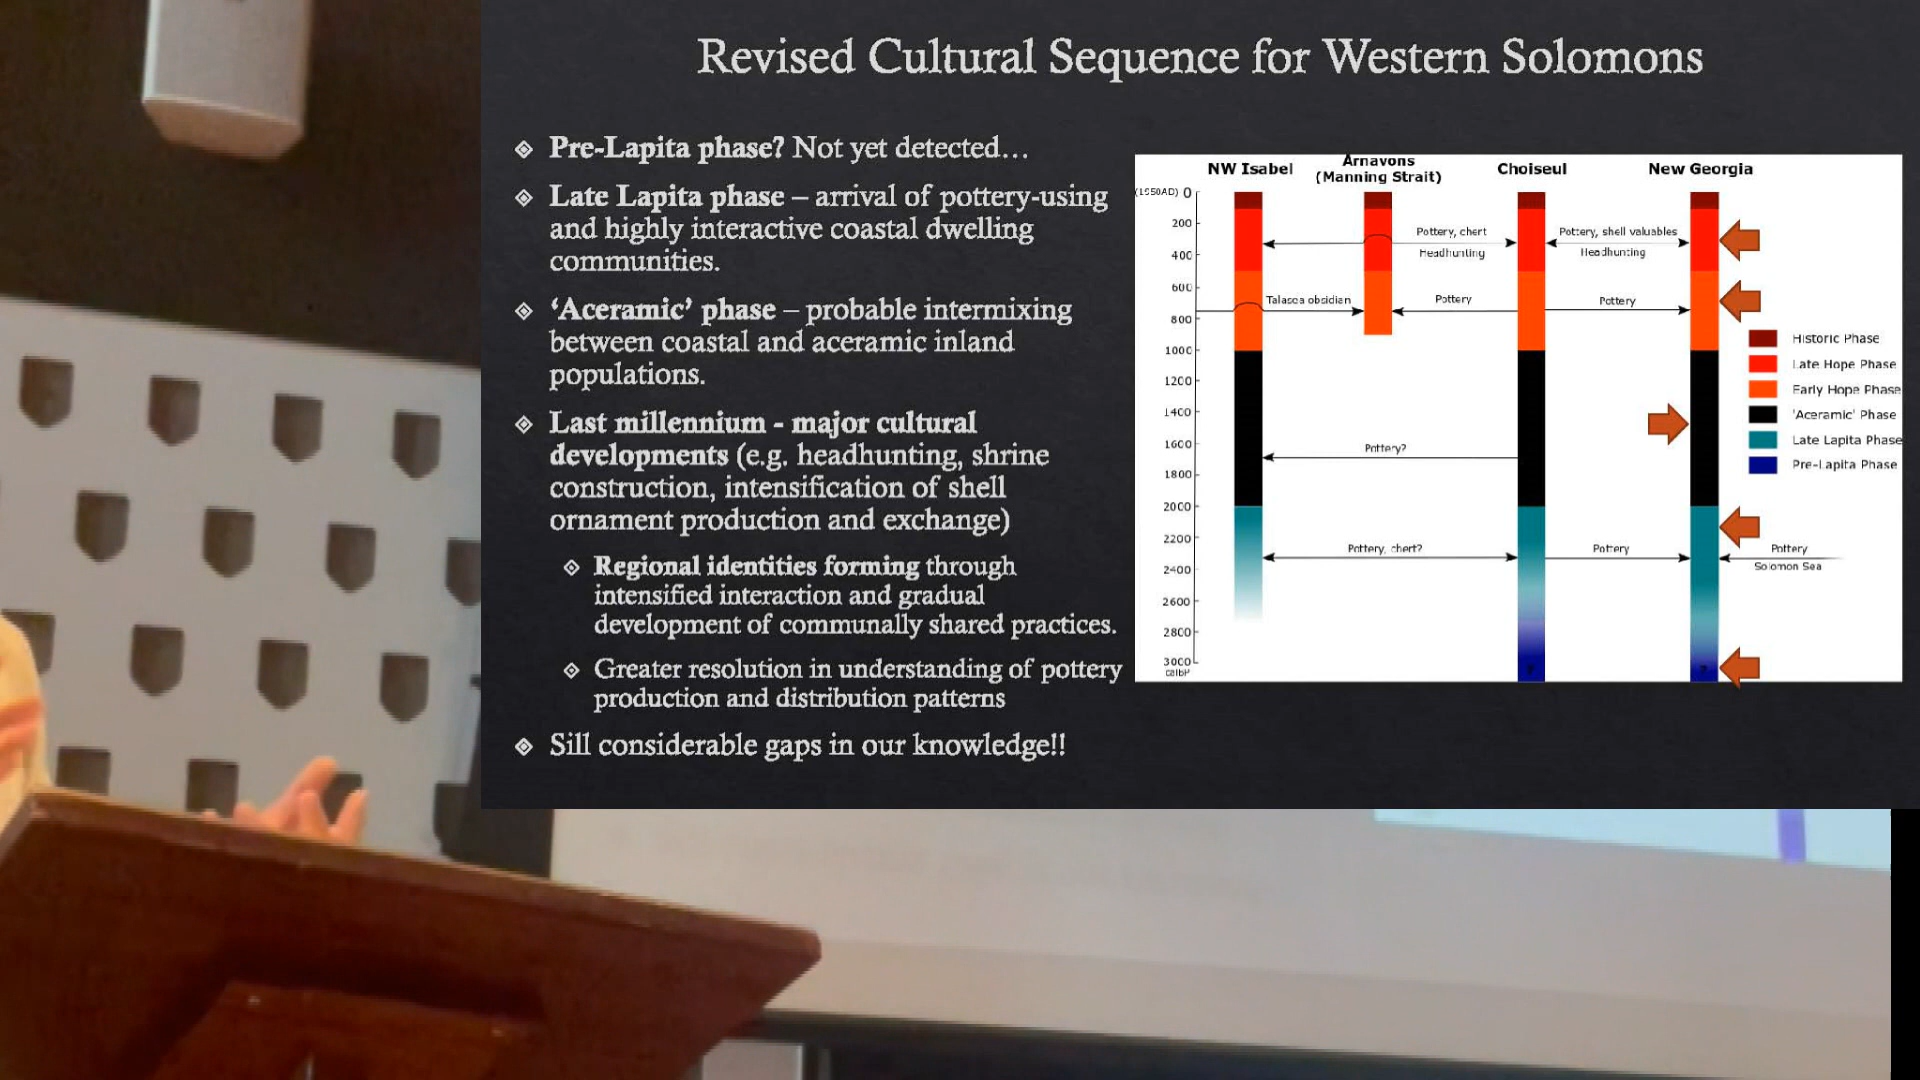 Revised Cultural Sequence for Western Solomons
Pre-Lapita phase? Not yet detected…
Late Lapita phase – arrival of pottery-using
and highly interactive coastal dwelling
communities.
‘Aceramic’ phase – probable intermixing
between coastal and aceramic inland
populations.
Last millennium - major cultural
developments (e.g. headhunting, shrine
construction, intensification of shell
ornament production and exchange)
Regional identities forming through
intensified interaction and gradual
development of communally shared practices.
Greater resolution in understanding of pottery
production and distribution patterns
Sill considerable gaps in our knowledge!!
NW Isabel
Arnavons
(Manning Strait)
Choiseul
New Georgia
(1950AD) 0
200
400
600
800
1000
1200
1400
1600
1800
2000
2200
2400
2600
2800
3000
calBP
Pottery, chert
Headhunting
Pottery, shell valuables
Headhunting
Talasea obsidian
Pottery
Pottery
Pottery?
Pottery, chert?
Pottery
Pottery
Solomon Sea
?
?
Historic Phase
Late Hope Phase
Early Hope Phase
'Aceramic' Phase
Late Lapita Phase
Pre-Lapita Phase